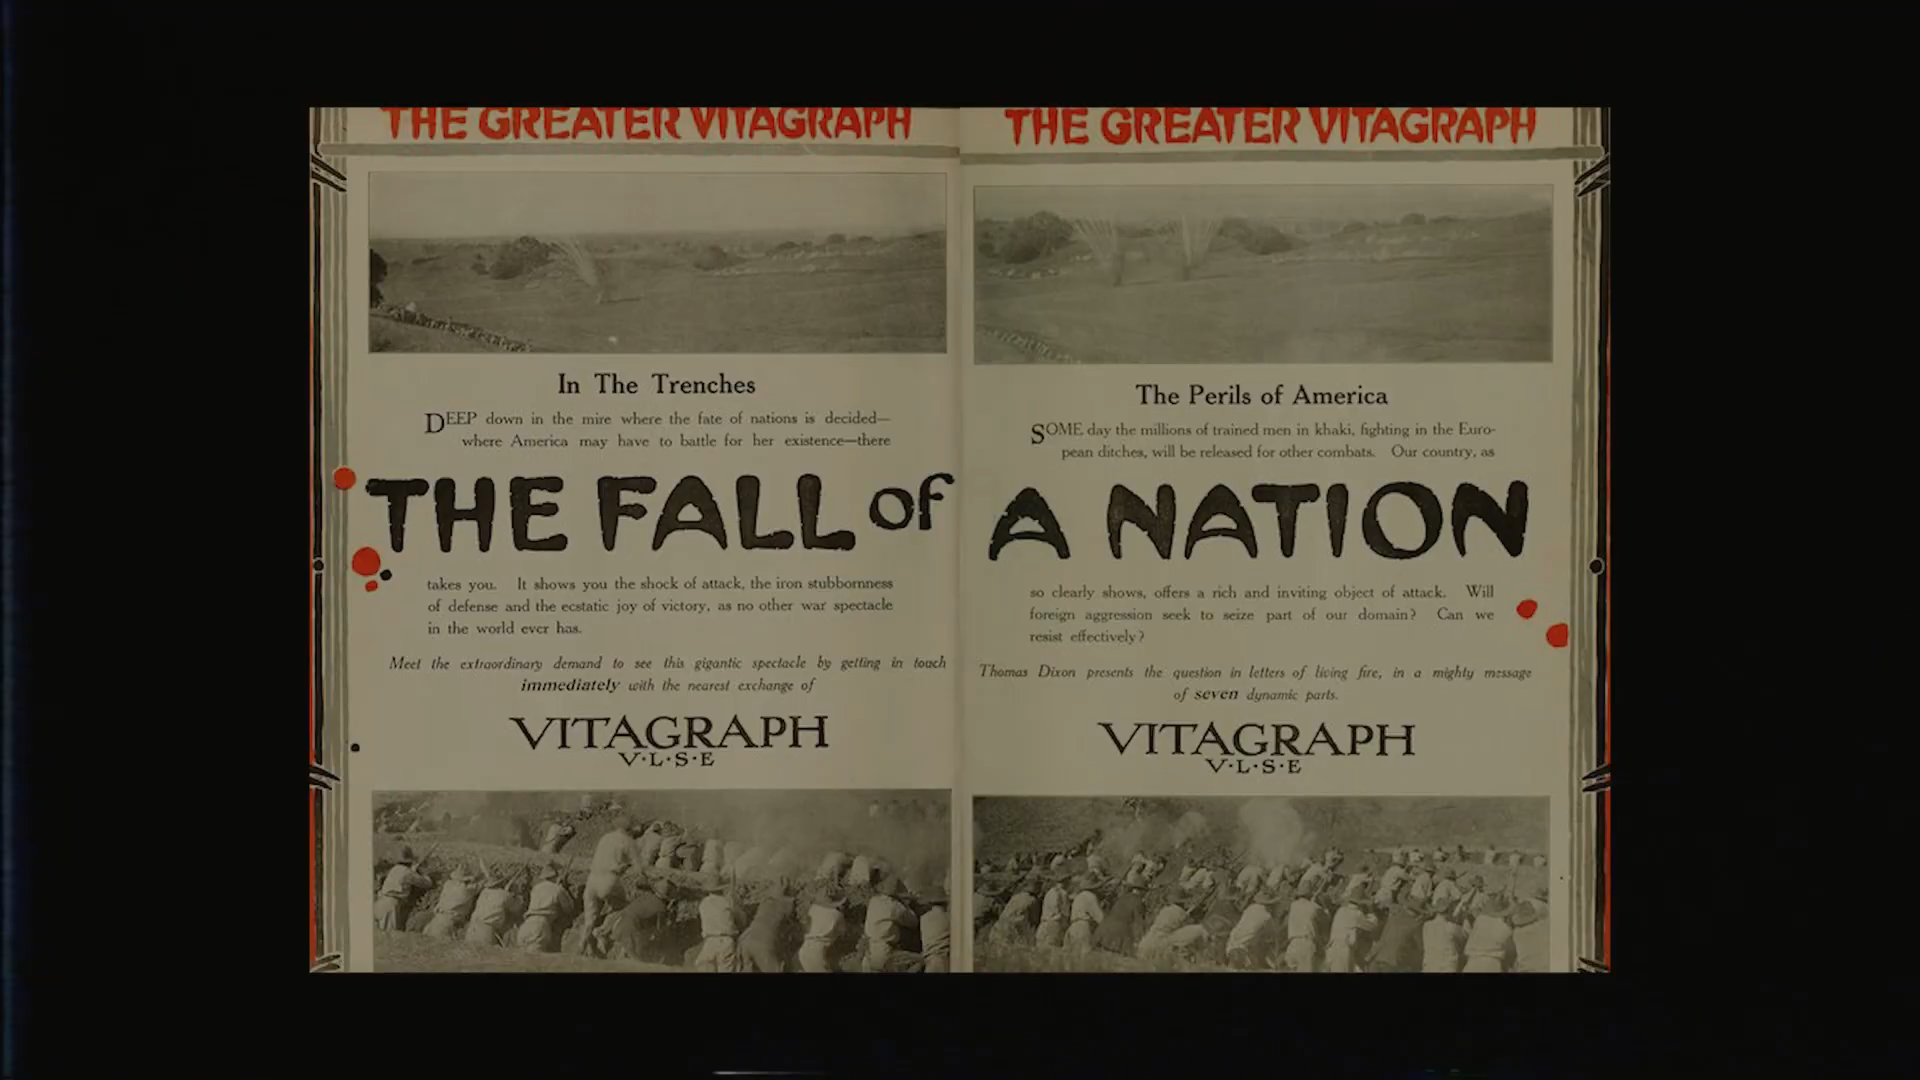 THE GREATER VITAGRAPH
In The Trenches
DEEP down in the mire where the fate of nations is decided—
where America may have to battle for her existence—there
THE FALL of
takes you. It shows you the shock of attack, the iron stubbornness
of defense and the ecstatic joy of victory, as no other war spectacle
in the world ever has.
Meet the extraordinary demand to see this gigantic spectacle by getting in touch
immediately with the nearest exchange of
VITAGRAPH
V·L·S·E
THE GREATER VITAGRAPH
The Perils of America
SOME day the millions of trained men in khaki, fighting in the Euro-
pean ditches, will be released for other combats. Our country, as
A NATION
so clearly shows, offers a rich and inviting object of attack. Will
foreign aggression seek to seize part of our domain? Can we
resist effectively?
Thomas Dixon presents the question in letters of living fire, in a mighty message
of seven dynamic parts.
VITAGRAPH
V·L·S·E